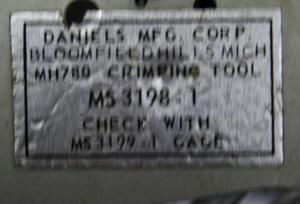 DANIELS MFG. CORP.
BLOOMFIELD HILLS MICH
MH780 CRIMPING TOOL
MS3198-1
CHECK WITH
MS3199-1 GAGE